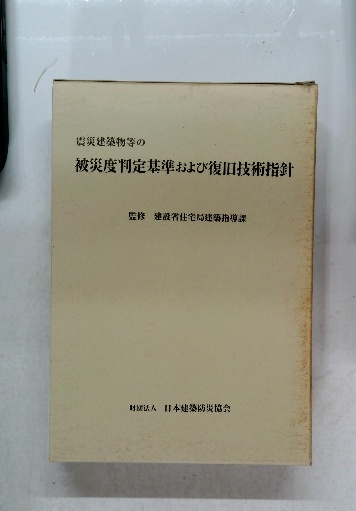 震災建築物等の
被災度判定基準および復旧技術指針
監修　建設省住宅局建築指導課
財団法人　日本建築防災協会